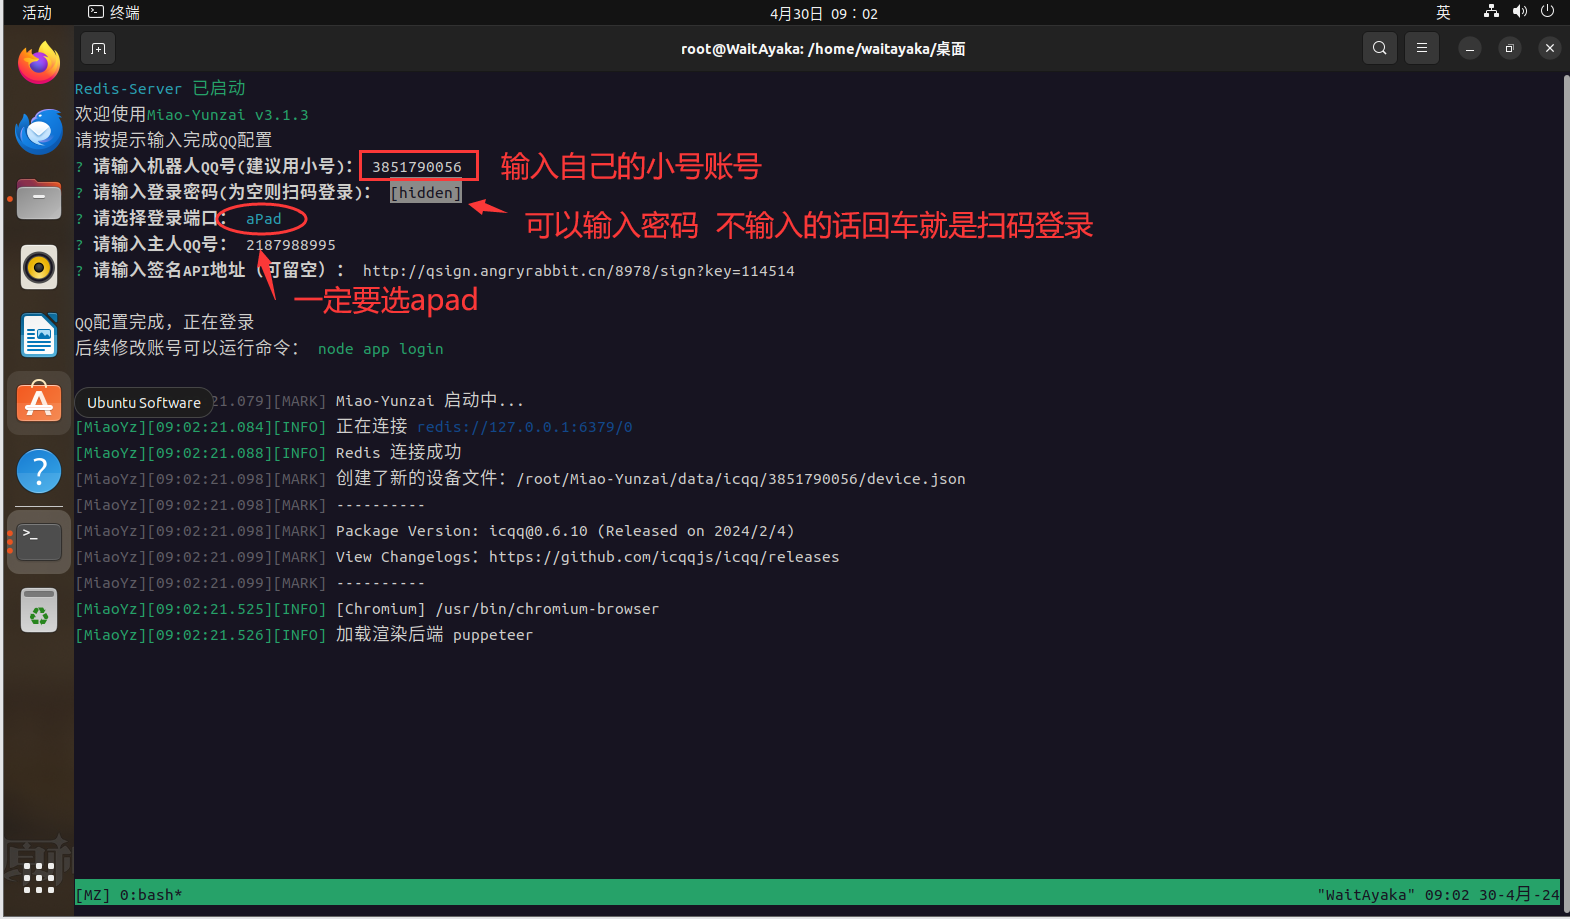 活动 终端 4月30日 09：02 英
root@WaitAyaka: /home/waitayaka/桌面
Redis-Server 已启动
欢迎使用Miao-Yunzai v3.1.3
请按提示输入完成QQ配置
? 请输入机器人QQ号(建议用小号)： 3851790056 输入自己的小号账号
? 请输入登录密码(为空则扫码登录)： [hidden]
? 请选择登录端口： aPad 可以输入密码 不输入的话回车就是扫码登录
? 请输入主人QQ号： 2187988995
? 请输入签名API地址（可留空）： http://qsign.angryrabbit.cn/8978/sign?key=114514
一定要选apad
QQ配置完成，正在登录
后续修改账号可以运行命令： node app login
Ubuntu Software 21.079][MARK] Miao-Yunzai 启动中...
[MiaoYz][09:02:21.084][INFO] 正在连接 redis://127.0.0.1:6379/0
[MiaoYz][09:02:21.088][INFO] Redis 连接成功
[MiaoYz][09:02:21.098][MARK] 创建了新的设备文件：/root/Miao-Yunzai/data/icqq/3851790056/device.json
[MiaoYz][09:02:21.098][MARK] ----------
[MiaoYz][09:02:21.098][MARK] Package Version: icqq@0.6.10 (Released on 2024/2/4)
[MiaoYz][09:02:21.099][MARK] View Changelogs：https://github.com/icqqjs/icqq/releases
[MiaoYz][09:02:21.099][MARK] ----------
[MiaoYz][09:02:21.525][INFO] [Chromium] /usr/bin/chromium-browser
[MiaoYz][09:02:21.526][INFO] 加载渲染后端 puppeteer
[MZ] 0:bash* "WaitAyaka" 09:02 30-4月-24